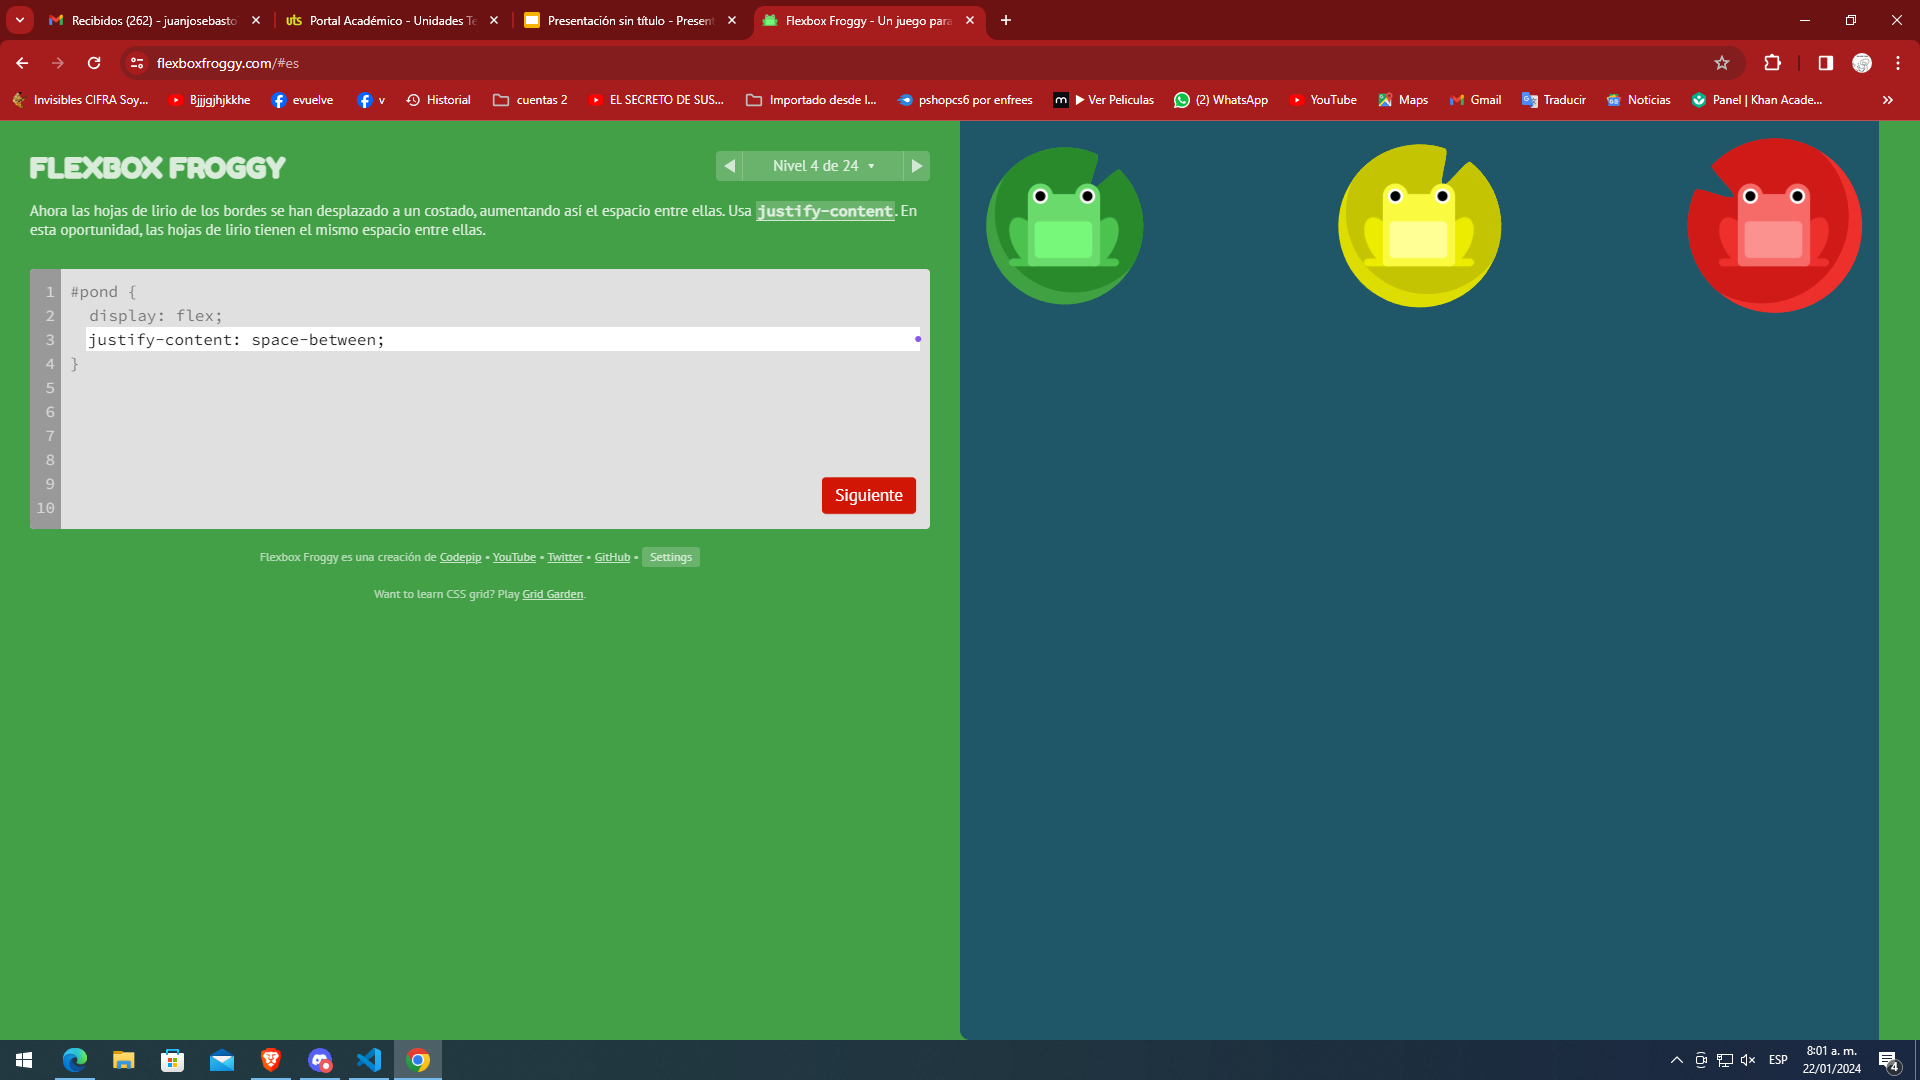 Recibidos (262) - juanjosebasto
Portal Académico - Unidades Te
Presentación sin título - Present
Flexbox Froggy - Un juego para
flexboxfroggy.com/#es
Invisibles CIFRA Soy...
Bjjjgjhjkkhe
evuelve
v
Historial
cuentas 2
EL SECRETO DE SUS...
Importado desde l...
pshopcs6 por enfrees
▶ Ver Peliculas
(2) WhatsApp
YouTube
Maps
Gmail
Traducir
Noticias
Panel | Khan Acade...
FLEXBOX FROGGY
Nivel 4 de 24
Ahora las hojas de lirio de los bordes se han desplazado a un costado, aumentando así el espacio entre ellas. Usa justify-content. En
esta oportunidad, las hojas de lirio tienen el mismo espacio entre ellas.
1 #pond {
2 display: flex;
3 justify-content: space-between;
4 }
5
6
7
8
9
10
Siguiente
Flexbox Froggy es una creación de Codepip • YouTube • Twitter • GitHub • Settings
Want to learn CSS grid? Play Grid Garden.
ESP
8:01 a. m.
22/01/2024
4